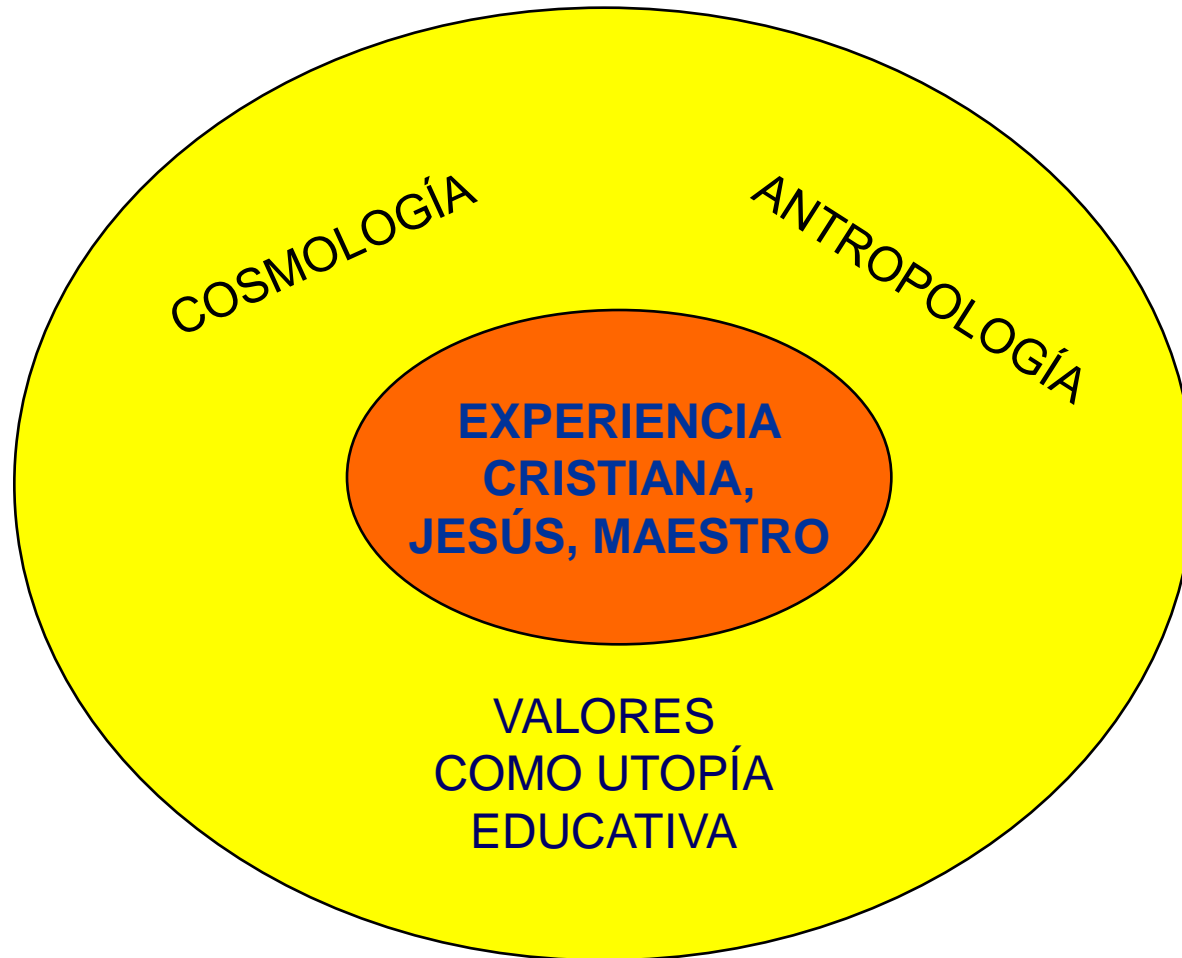 COSMOLOGÍA
ANTROPOLOGÍA
EXPERIENCIA
CRISTIANA,
JESÚS, MAESTRO
VALORES
COMO UTOPÍA
EDUCATIVA